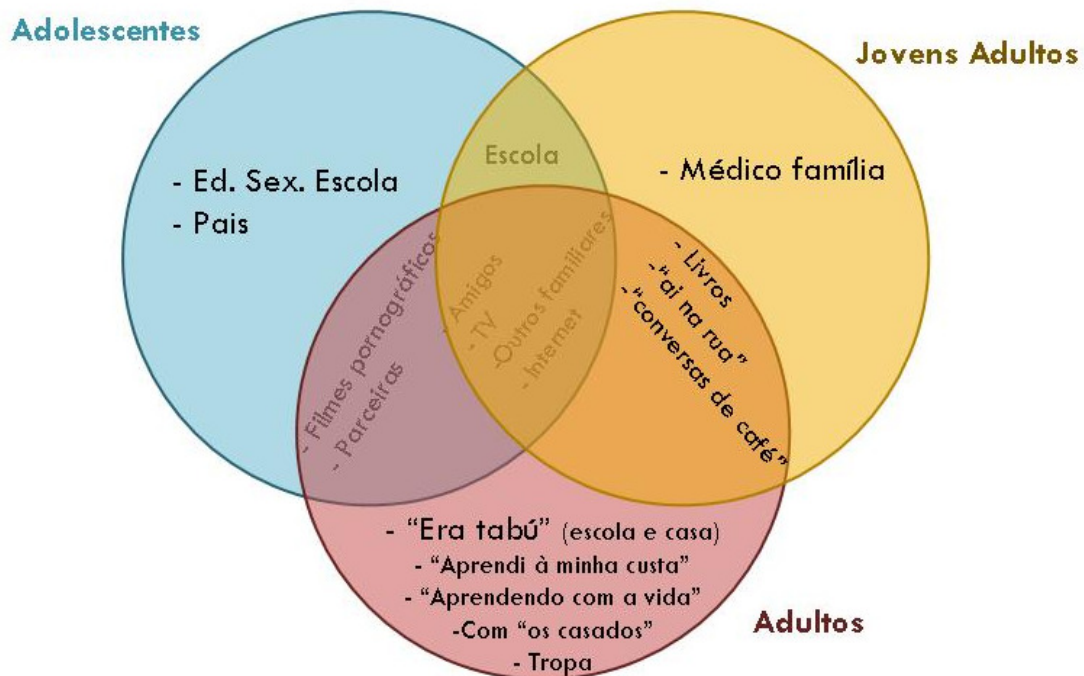 Adolescentes
Jovens Adultos
Escola
- Ed. Sex. Escola
- Pais
- Médico família
- Filmes pornográficos
- Parceiras
- Amigos
- TV
-Outros familiares
- Internet
- Livros
-“ai na rua”
-“conversas de café”
- “Era tabú” (escola e casa)
- “Aprendi à minha custa”
- “Aprendendo com a vida”
-Com “os casados”
- Tropa
Adultos